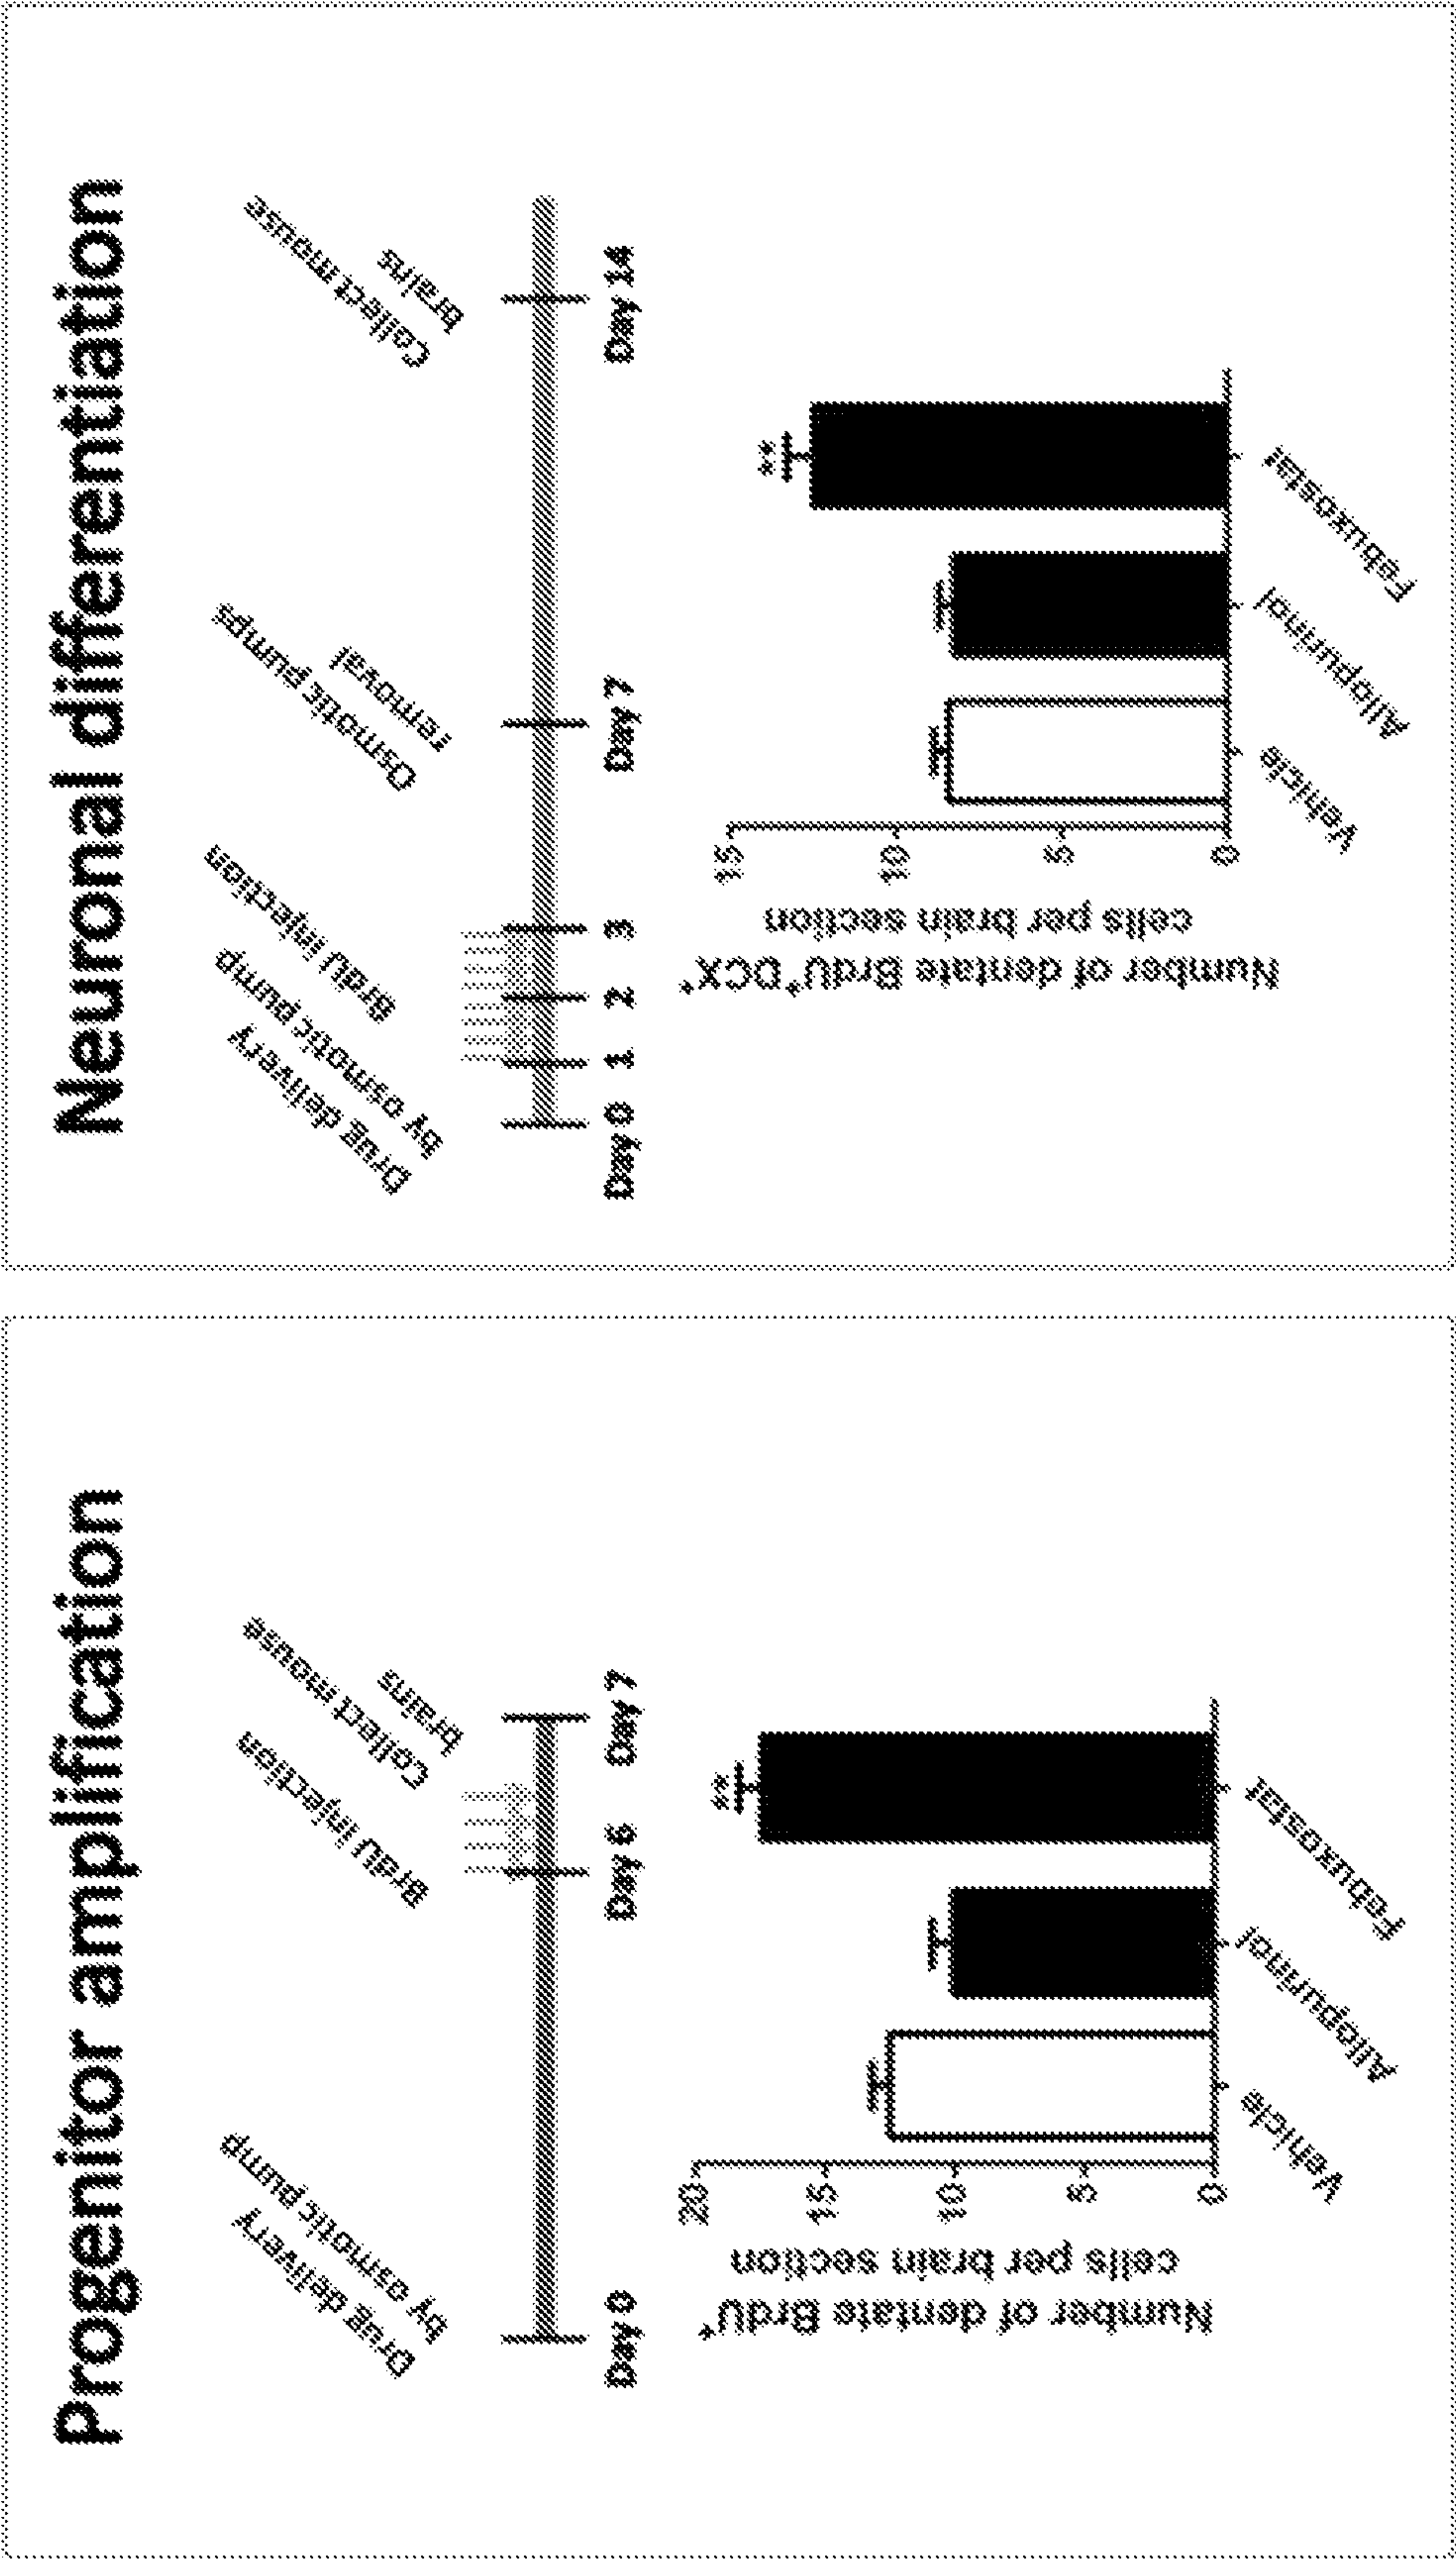 Progenitor amplification
Drug delivery
by osmotic pump
BrdU injection
Collect mouse
brains
Day 0
Day 6
Day 7
Number of dentate BrdU⁺
cells per brain section
20
15
10
5
0
Vehicle
Allopurinol
Febuxostat
**
Neuronal differentiation
Drug delivery
by osmotic pump
BrdU injection
Osmotic pumps
removal
Collect mouse
brains
Day 0
1
2
3
Day 7
Day 14
Number of dentate BrdU⁺DCX⁺
cells per brain section
15
10
5
0
Vehicle
Allopurinol
Febuxostat
**